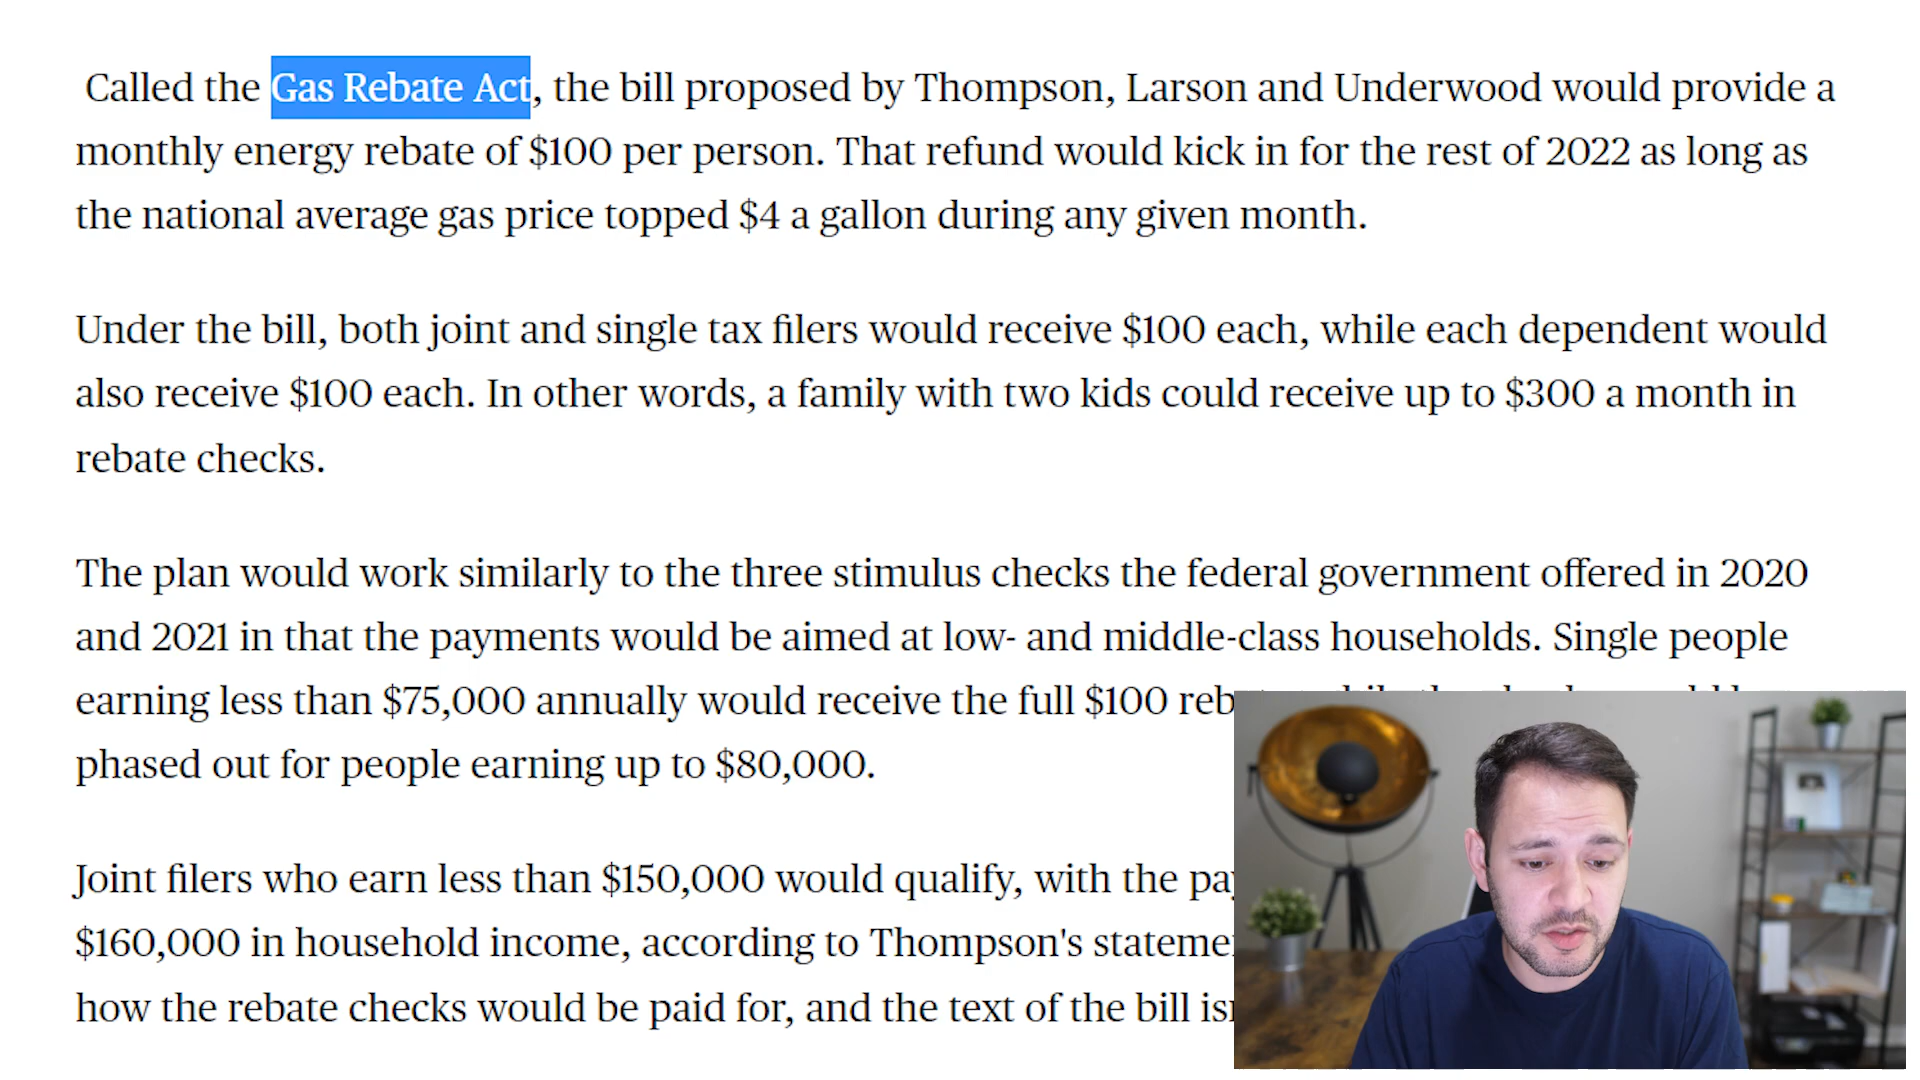 Called the Gas Rebate Act, the bill proposed by Thompson, Larson and Underwood would provide a
monthly energy rebate of $100 per person. That refund would kick in for the rest of 2022 as long as
the national average gas price topped $4 a gallon during any given month.
Under the bill, both joint and single tax filers would receive $100 each, while each dependent would
also receive $100 each. In other words, a family with two kids could receive up to $300 a month in
rebate checks.
The plan would work similarly to the three stimulus checks the federal government offered in 2020
and 2021 in that the payments would be aimed at low- and middle-class households. Single people
earning less than $75,000 annually would receive the full $100
phased out for people earning up to $80,000.
Joint filers who earn less than $150,000 would qualify, with the
$160,000 in household income, according to Thompson's
how the rebate checks would be paid for, and the text of the bill